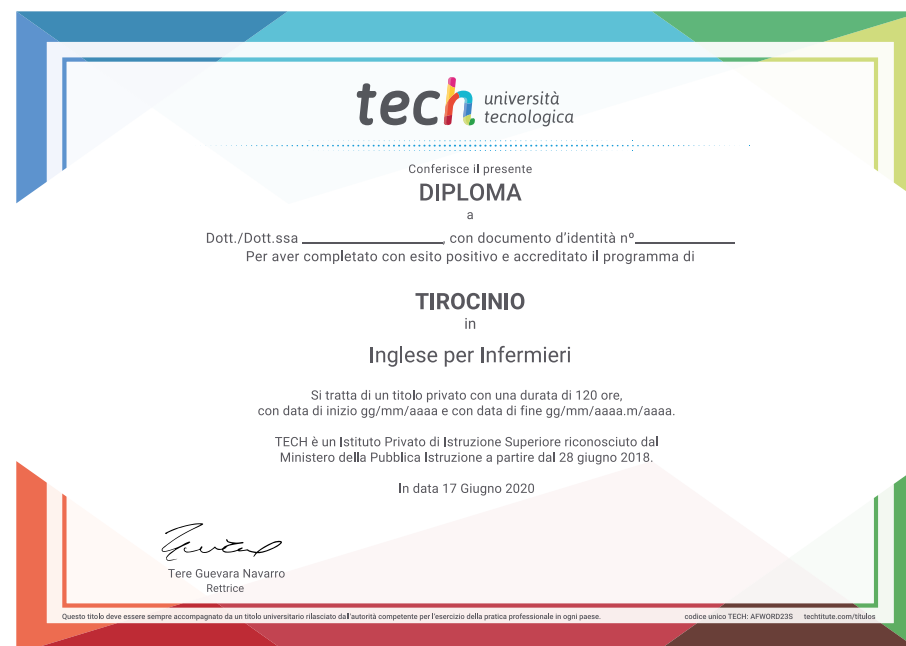 tech università
tecnologica
Conferisce il presente
DIPLOMA
a
Dott./Dott.ssa ____________________, con documento d'identità nº______________
Per aver completato con esito positivo e accreditato il programma di
TIROCINIO
in
Inglese per Infermieri
Si tratta di un titolo privato con una durata di 120 ore,
con data di inizio gg/mm/aaaa e con data di fine gg/mm/aaaa.m/aaaa.
TECH è un Istituto Privato di Istruzione Superiore riconosciuto dal
Ministero della Pubblica Istruzione a partire dal 28 giugno 2018.
In data 17 Giugno 2020
Tere Guevara Navarro
Rettrice
Questo titolo deve essere sempre accompagnato da un titolo universitario rilasciato dall'autorità competente per l'esercizio della pratica professionale in ogni paese. codice unico TECH: AFWORD23S techtitute.com/titulos